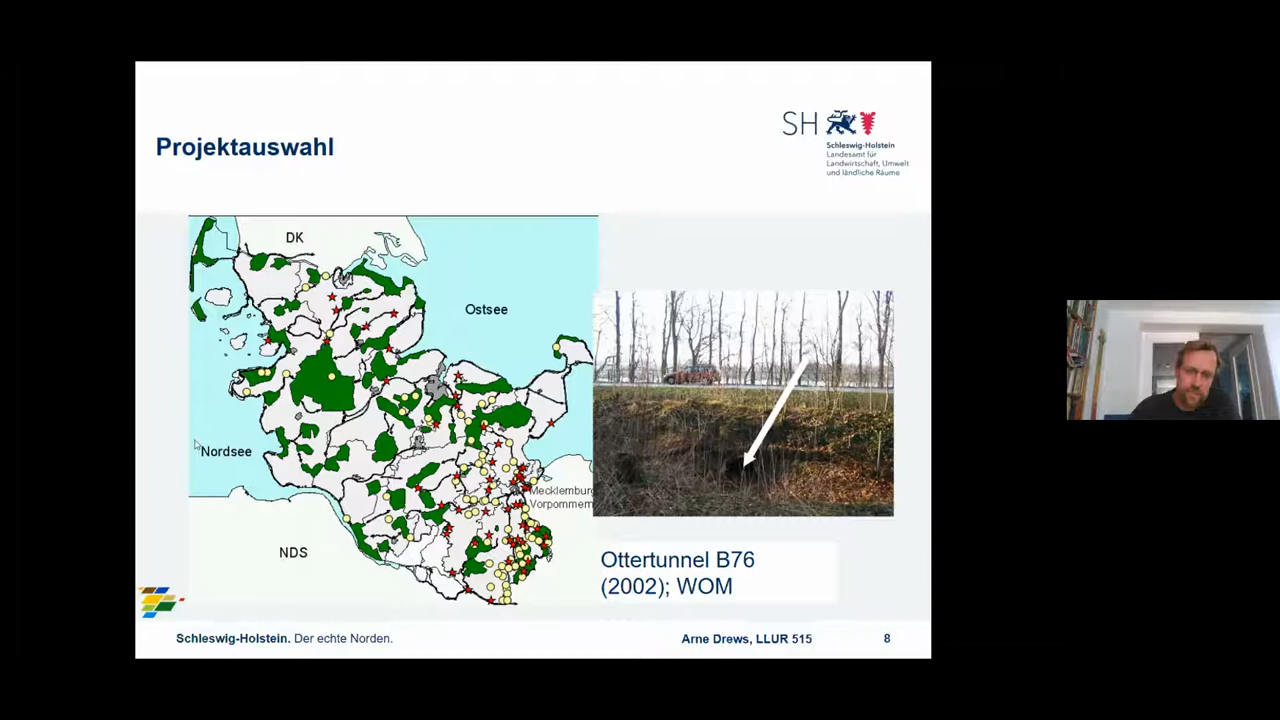 Projektauswahl
SH
Schleswig-Holstein
Landesamt für
Landwirtschaft, Umwelt
und ländliche Räume
DK
Ostsee
Nordsee
Mecklenburg
Vorpommern
NDS
Ottertunnel B76
(2002); WOM
Schleswig-Holstein. Der echte Norden.
Arne Drews, LLUR 515
8